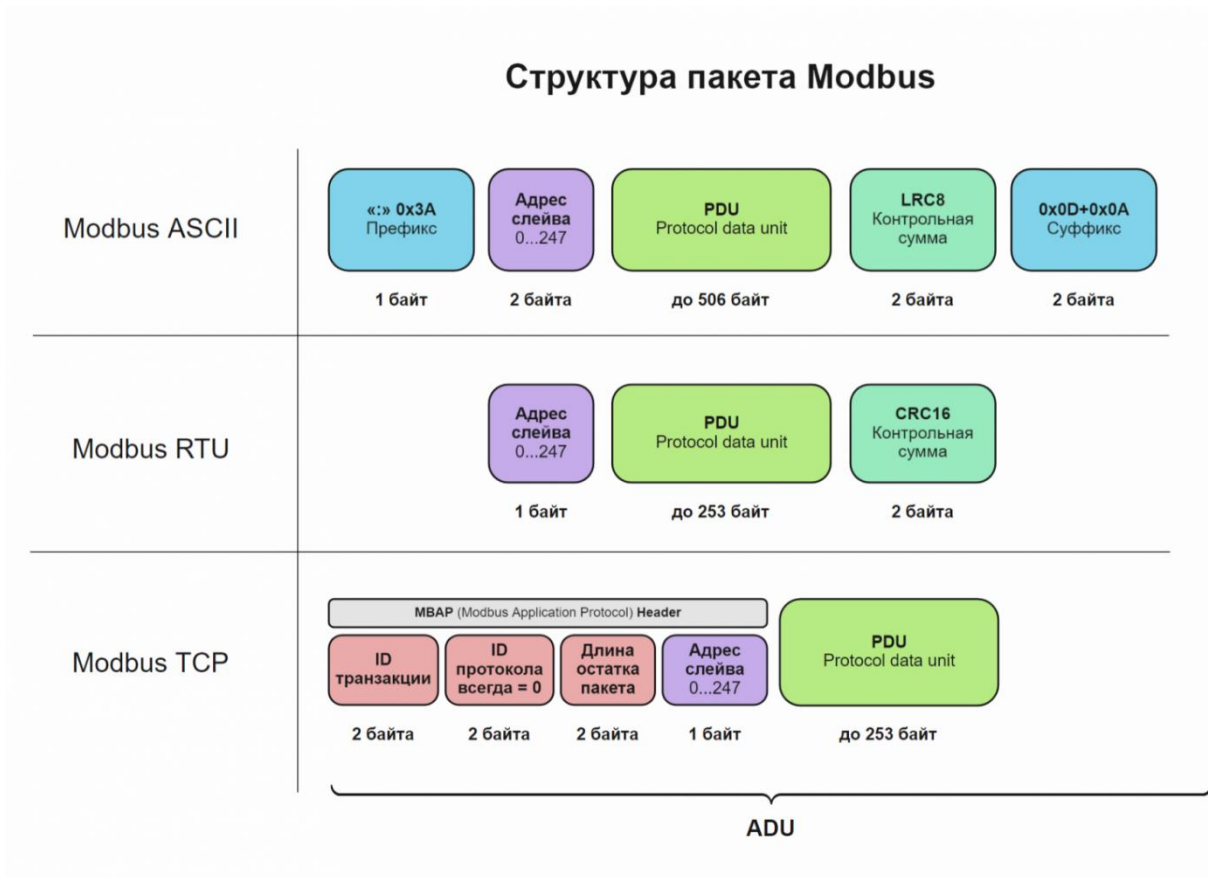 Структура пакета Modbus
Modbus ASCII
«:» 0x3A
Префикс
1 байт
Адрес
слейва
0...247
2 байта
PDU
Protocol data unit
до 506 байт
LRC8
Контрольная
сумма
2 байта
0x0D+0x0A
Суффикс
2 байта
Modbus RTU
Адрес
слейва
0...247
1 байт
PDU
Protocol data unit
до 253 байт
CRC16
Контрольная
сумма
2 байта
Modbus TCP
MBAP (Modbus Application Protocol) Header
ID
транзакции
2 байта
ID
протокола
всегда = 0
2 байта
Длина
остатка
пакета
2 байта
Адрес
слейва
0...247
1 байт
PDU
Protocol data unit
до 253 байт
ADU